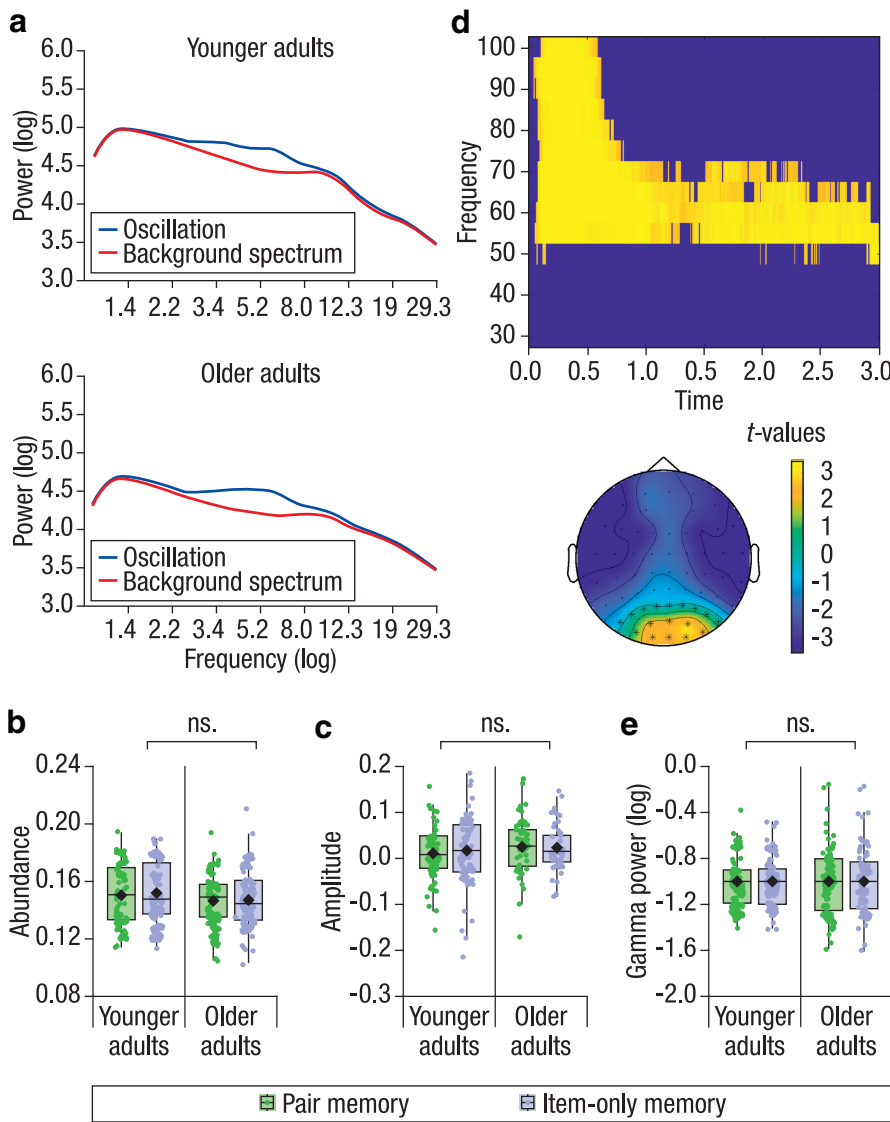 a
Younger adults
6.0
5.5
5.0
4.5
4.0
3.5
3.0
Power (log)
Oscillation
Background spectrum
1.4 2.2 3.4 5.2 8.0 12.3 19 29.3
Older adults
6.0
5.5
5.0
4.5
4.0
3.5
3.0
Power (log)
Oscillation
Background spectrum
1.4 2.2 3.4 5.2 8.0 12.3 19 29.3
Frequency (log)
d
100
90
80
70
60
50
40
30
Frequency
0.0 0.5 1.0 0.5 2.0 2.5 3.0
Time
t-values
3
2
1
0
-1
-2
-3
b
ns.
0.24
0.20
0.16
0.12
0.08
Abundance
Younger adults
Older adults
c
ns.
0.2
0.1
0.0
-0.1
-0.2
-0.3
Amplitude
Younger adults
Older adults
e
ns.
0.0
-0.4
-0.8
-1.2
-1.6
-2.0
Gamma power (log)
Younger adults
Older adults
Pair memory
Item-only memory